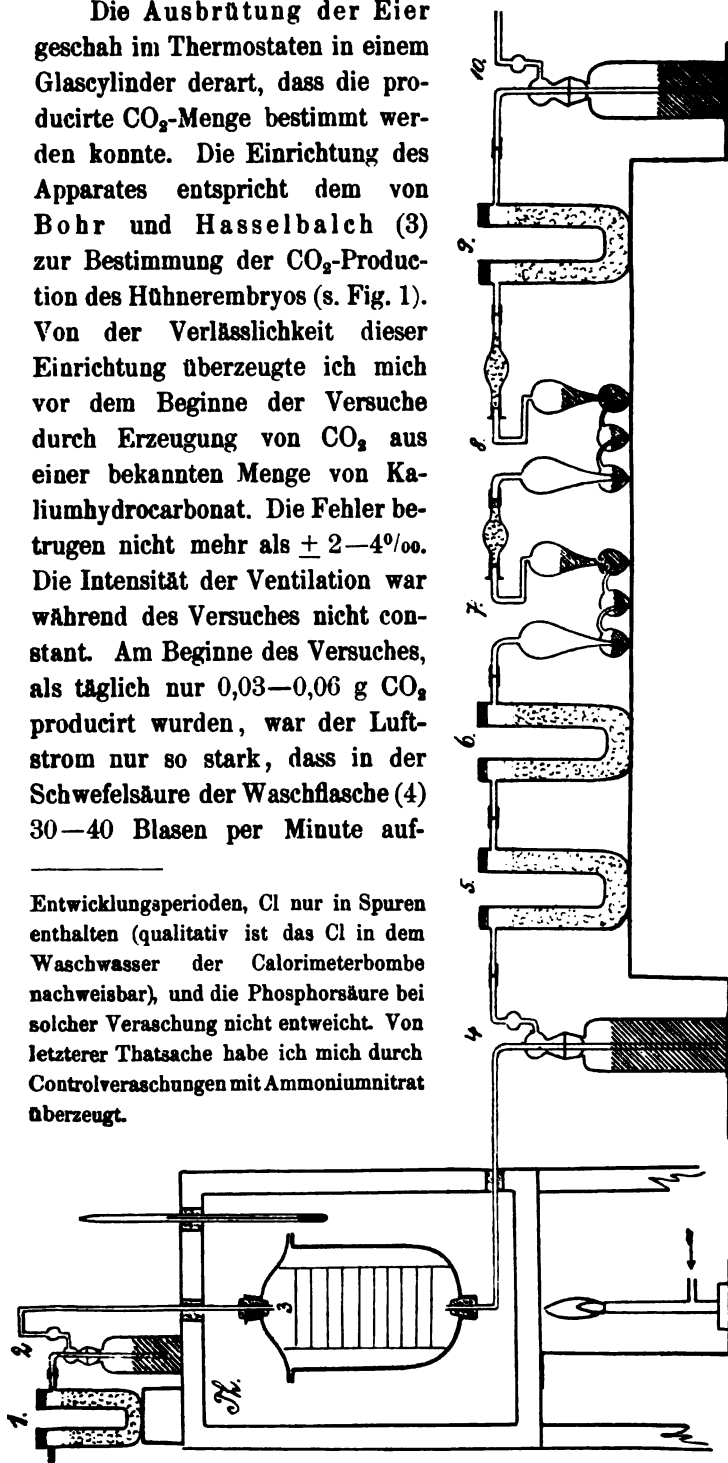 Die Ausbrütung der Eier
geschah im Thermostaten in einem
Glascylinder derart, dass die pro-
ducirte CO₂-Menge bestimmt wer-
den konnte. Die Einrichtung des
Apparates entspricht dem von
Bohr und Hasselbalch (3)
zur Bestimmung der CO₂-Produc-
tion des Hühnerembryos (s. Fig. 1).
Von der Verlässlichkeit dieser
Einrichtung überzeugte ich mich
vor dem Beginne der Versuche
durch Erzeugung von CO₂ aus
einer bekannten Menge von Ka-
liumhydrocarbonat. Die Fehler be-
trugen nicht mehr als ± 2—4‰.
Die Intensität der Ventilation war
während des Versuches nicht con-
stant. Am Beginne des Versuches,
als täglich nur 0,03—0,06 g CO₂
producirt wurden, war der Luft-
strom nur so stark, dass in der
Schwefelsäure der Waschflasche (4)
30—40 Blasen per Minute auf-
Entwicklungsperioden, Cl nur in Spuren
enthalten (qualitativ ist das Cl in dem
Waschwasser der Calorimeterbombe
nachweisbar), und die Phosphorsäure bei
solcher Veraschung nicht entweicht. Von
letzterer Thatsache habe ich mich durch
Controlveraschungen mit Ammoniumnitrat
überzeugt.
1.
2
3
Th.
4
5.
6.
7.
8.
9.
10.